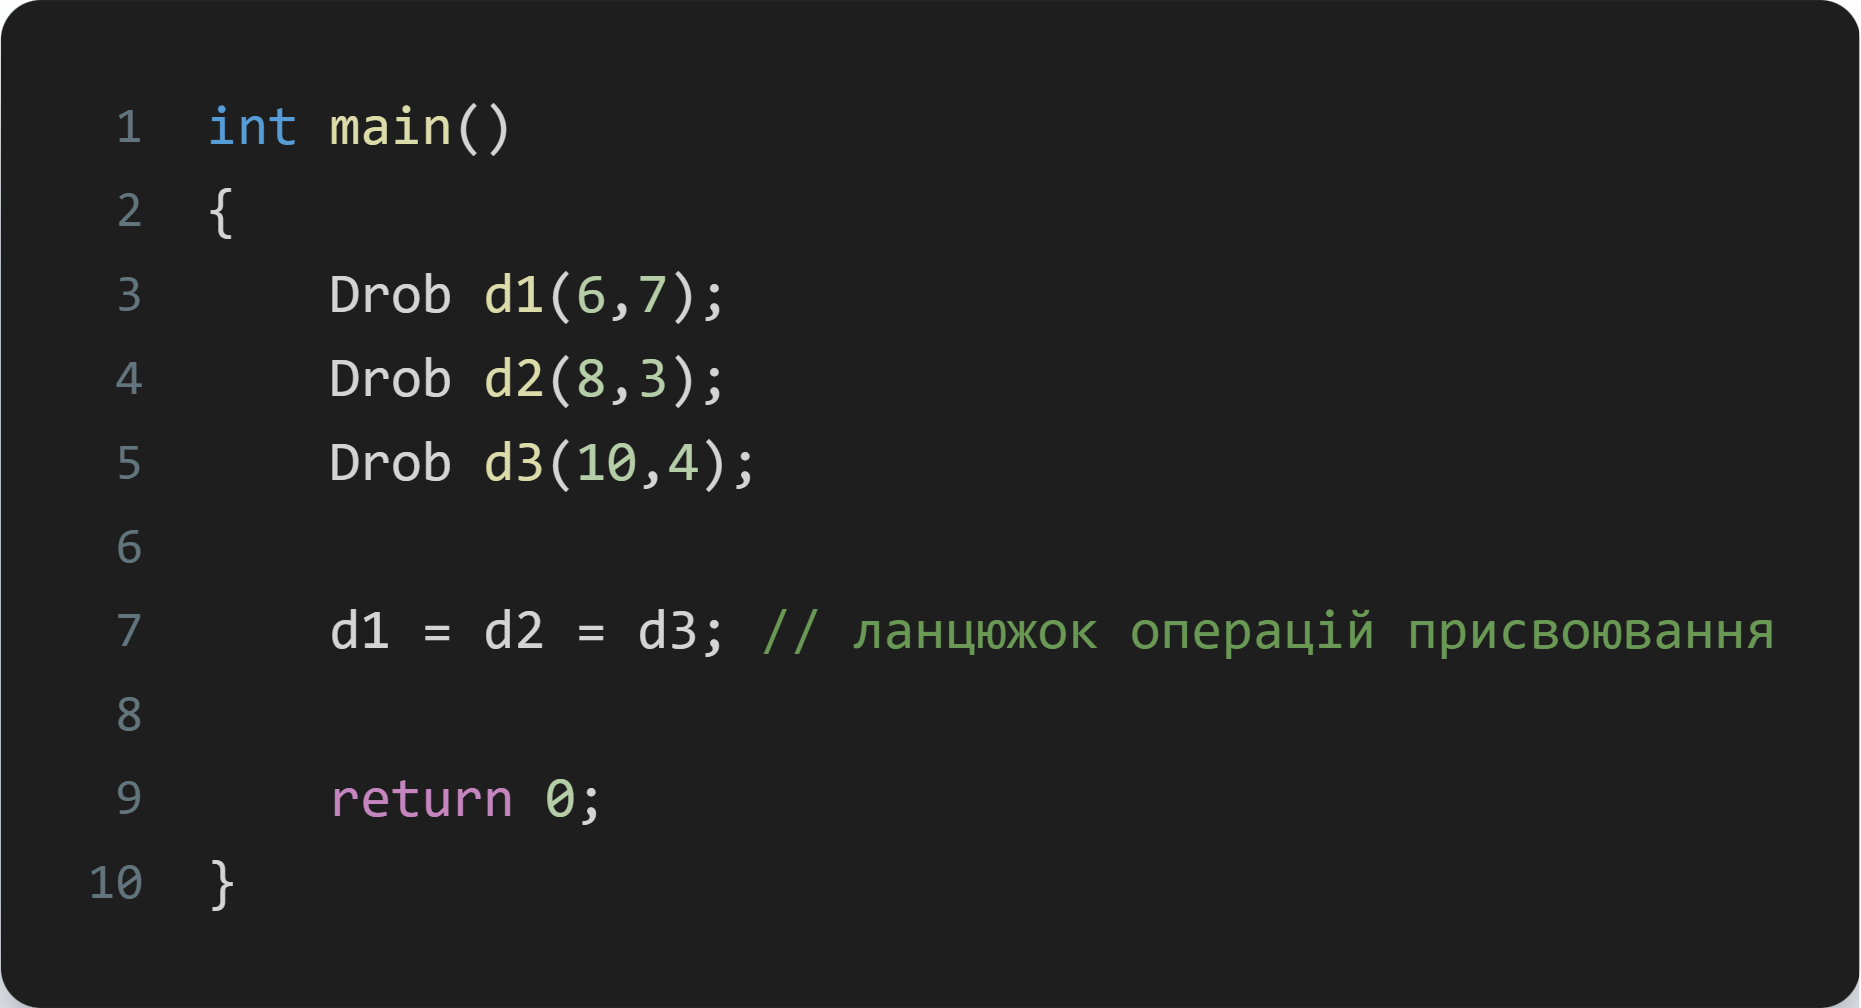 1 int main()
2 {
3 Drob d1(6,7);
4 Drob d2(8,3);
5 Drob d3(10,4);
6
7 d1 = d2 = d3; // ланцюжок операцій присвоювання
8
9 return 0;
10 }